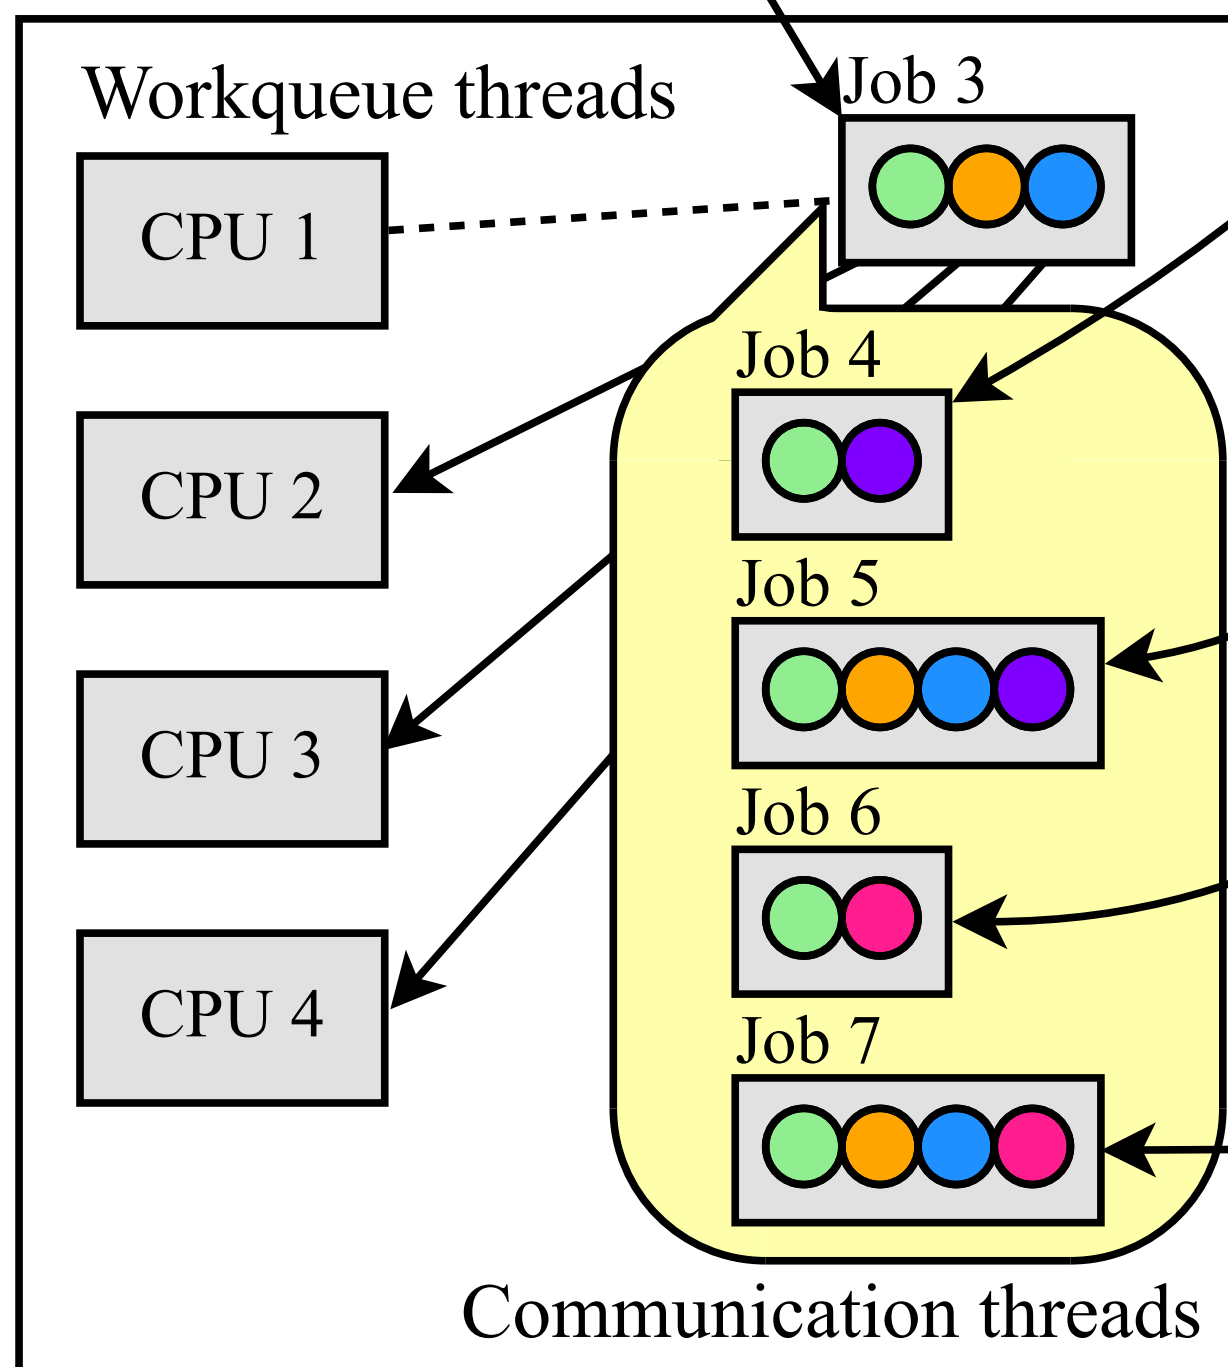 Workqueue threads
CPU 1
CPU 2
CPU 3
CPU 4
Job 3
Job 4
Job 5
Job 6
Job 7
Communication threads